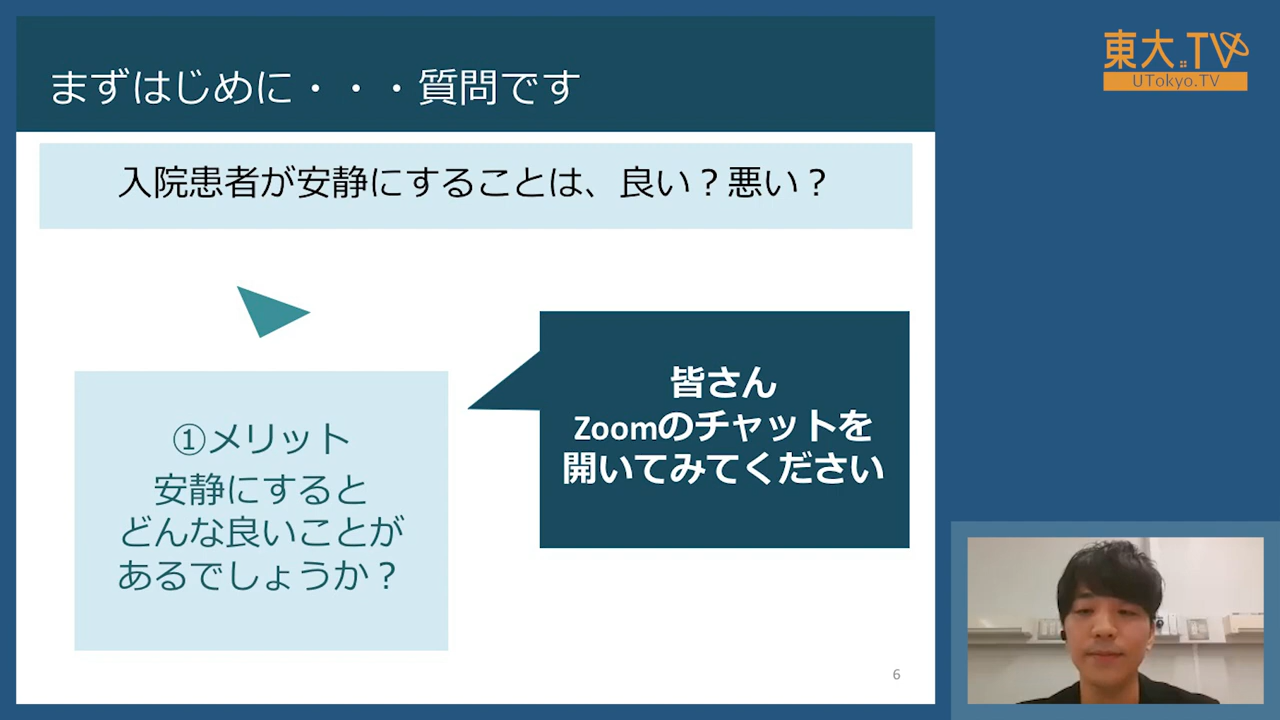 まずはじめに・・・質問です
東大.TV
UTokyo.TV
入院患者が安静にすることは、良い？悪い？
①メリット
安静にすると
どんな良いことが
あるでしょうか？
皆さん
Zoomのチャットを
開いてみてください
6